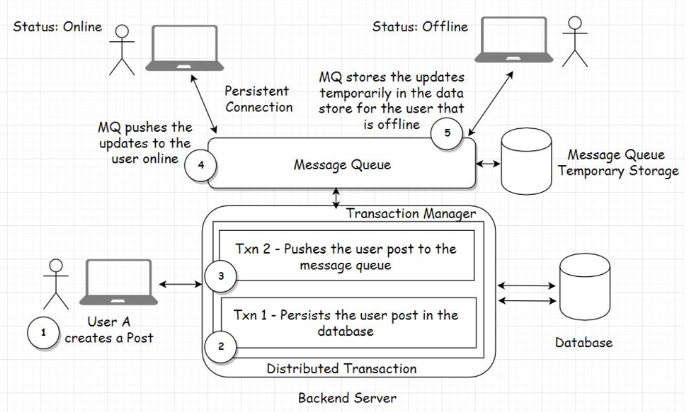 Status: Online
Status: Offline
Persistent
Connection
MQ stores the updates
temporarily in the data
store for the user that
is offline
5
MQ pushes the
updates to the
user online
4
Message Queue
Message Queue
Temporary Storage
Transaction Manager
Txn 2 - Pushes the user post to the
message queue
3
Txn 1 - Persists the user post in the
database
2
1
User A
creates a Post
Database
Distributed Transaction
Backend Server